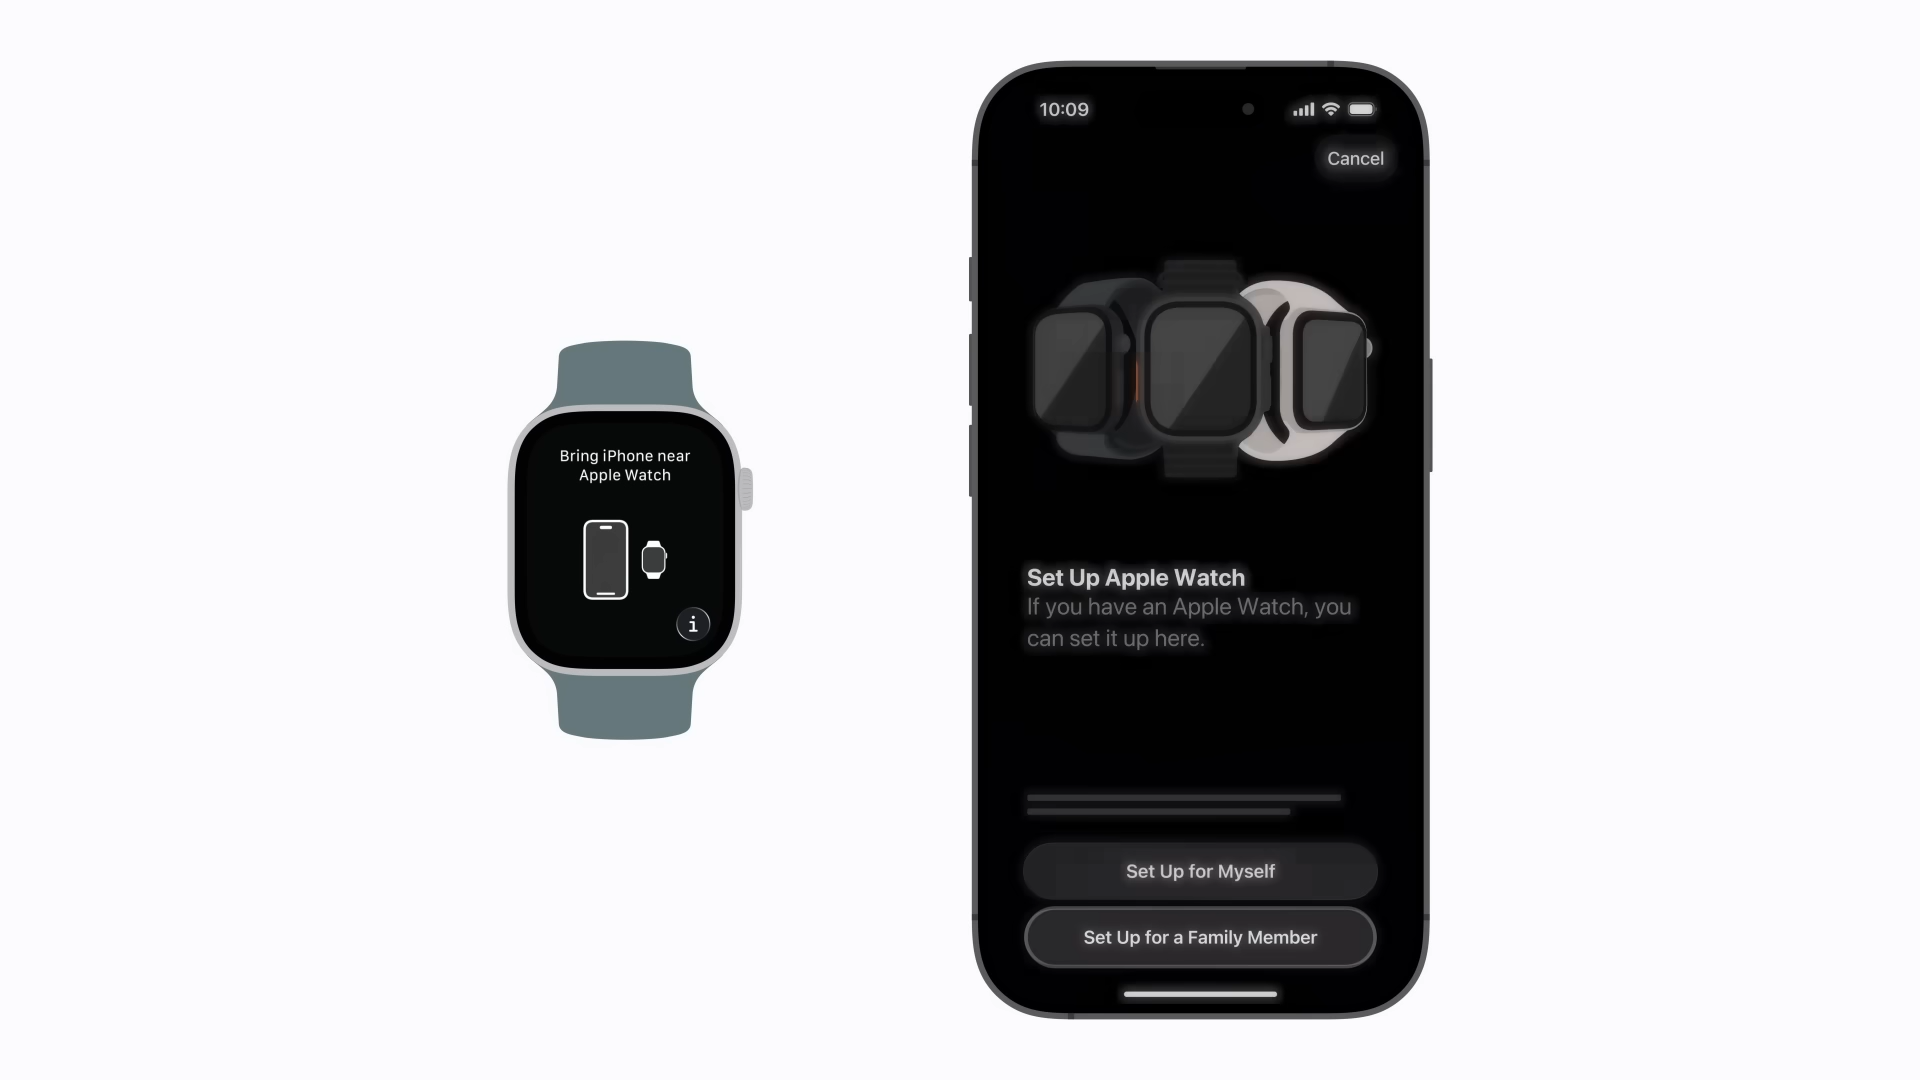 Bring iPhone near
Apple Watch
i
10:09
Cancel
Set Up Apple Watch
If you have an Apple Watch, you
can set it up here.
Set Up for Myself
Set Up for a Family Member